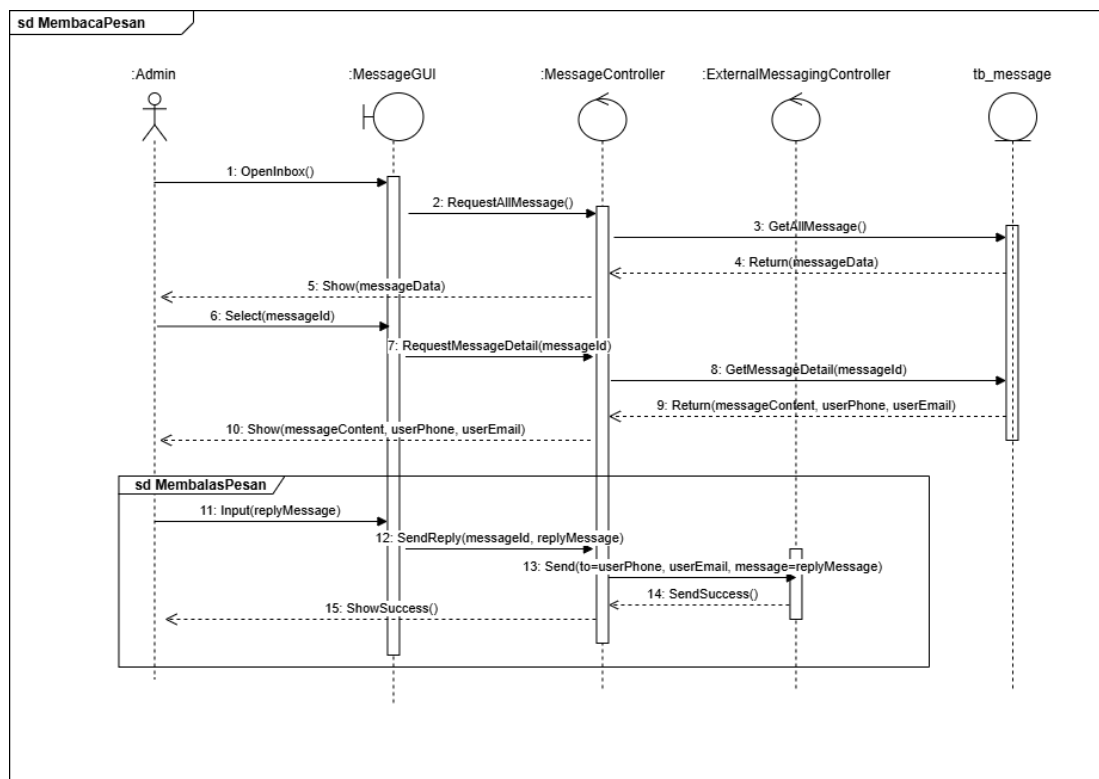 sd MembacaPesan
:Admin
:MessageGUI
:MessageController
:ExternalMessagingController
tb_message
1: OpenInbox()
2: RequestAllMessage()
3: GetAllMessage()
4: Return(messageData)
5: Show(messageData)
6: Select(messageId)
7: RequestMessageDetail(messageId)
8: GetMessageDetail(messageId)
9: Return(messageContent, userPhone, userEmail)
10: Show(messageContent, userPhone, userEmail)
sd MembalasPesan
11: Input(replyMessage)
12: SendReply(messageId, replyMessage)
13: Send(to=userPhone, userEmail, message=replyMessage)
14: SendSuccess()
15: ShowSuccess()